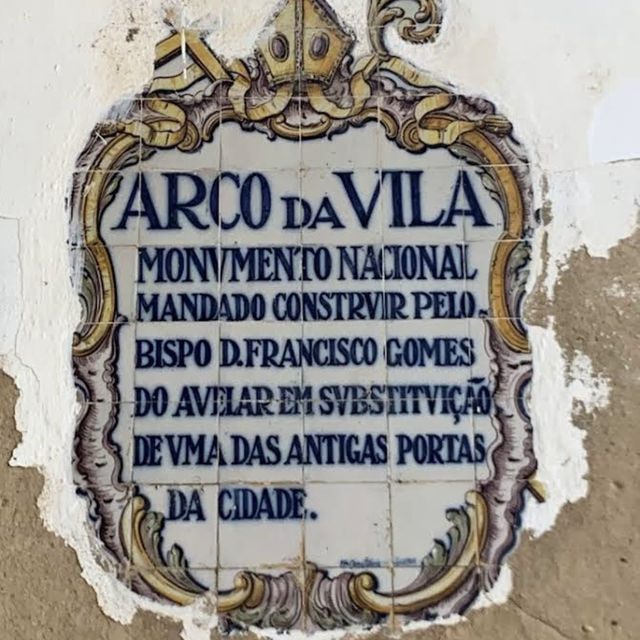 ARCO DA VILA
MONVMENTO NACIONAL
MANDADO CONSTRVIR PELO
BISPO D. FRANCISCO GOMES
DO AVELAR EM SVBSTITVIÇÃO
DE VMA DAS ANTIGAS PORTAS
DA CIDADE.